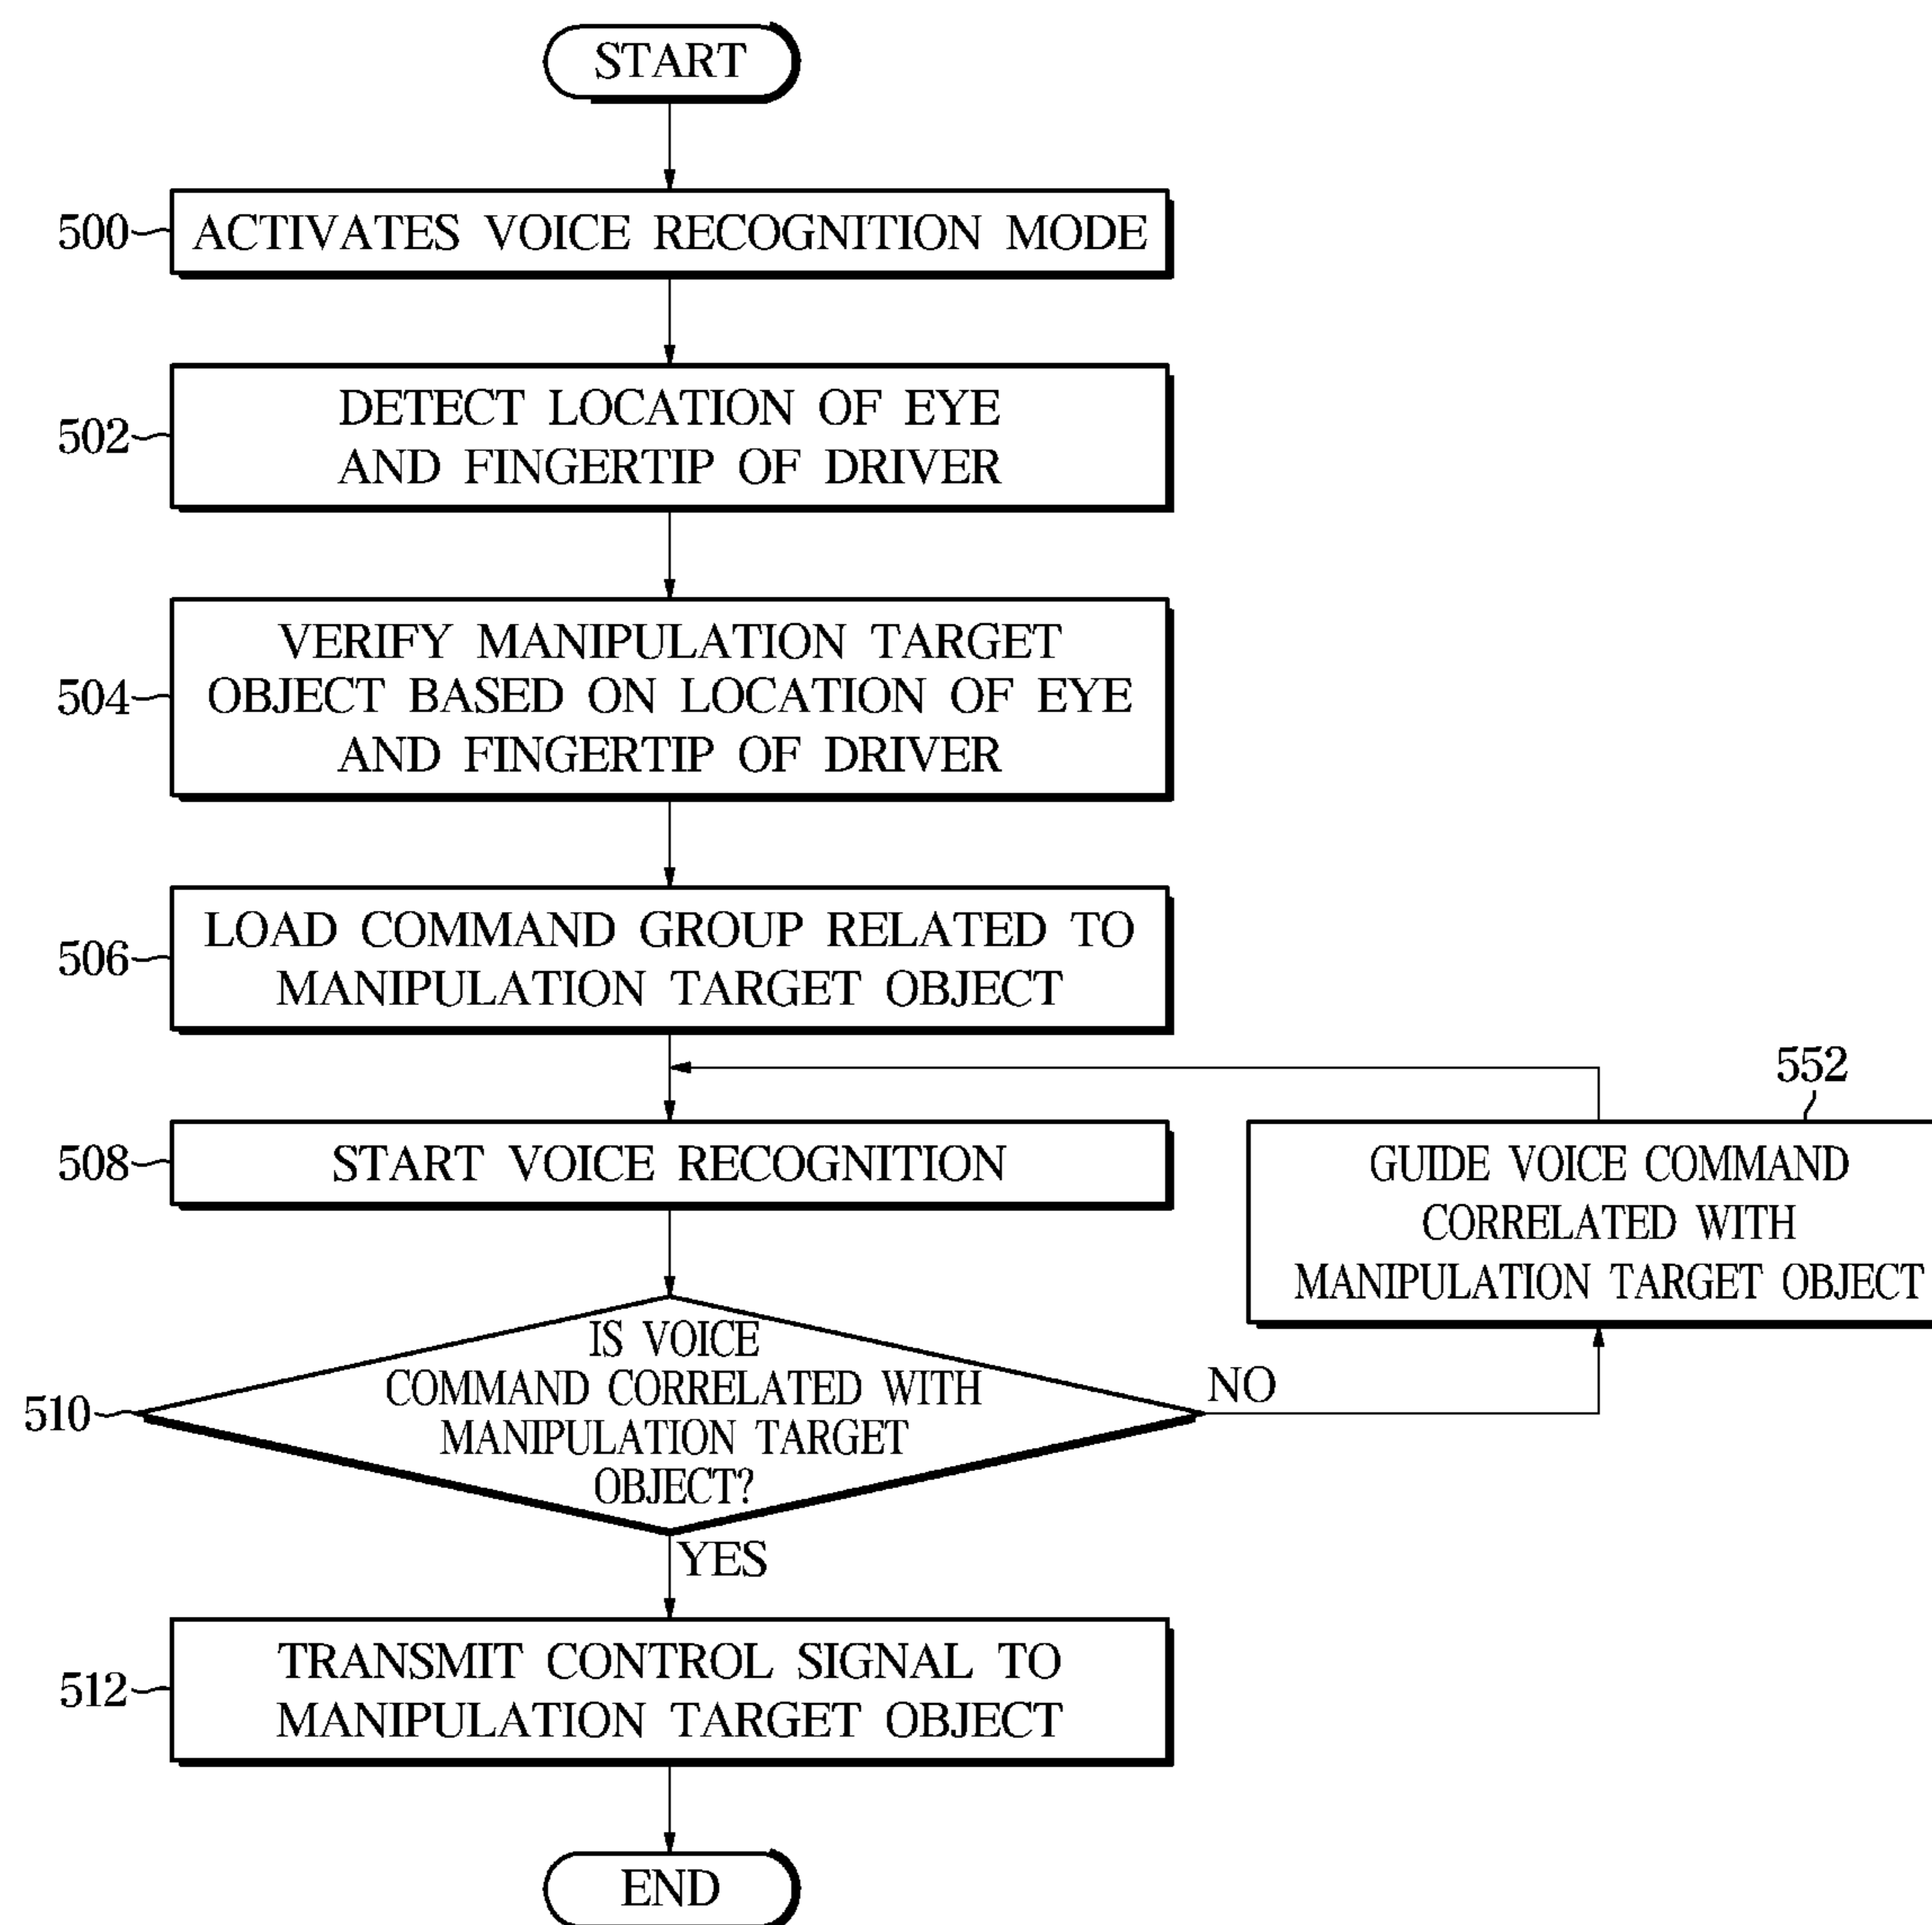 START
500
ACTIVATES VOICE RECOGNITION MODE
502
DETECT LOCATION OF EYE
AND FINGERTIP OF DRIVER
504
VERIFY MANIPULATION TARGET
OBJECT BASED ON LOCATION OF EYE
AND FINGERTIP OF DRIVER
506
LOAD COMMAND GROUP RELATED TO
MANIPULATION TARGET OBJECT
508
START VOICE RECOGNITION
552
GUIDE VOICE COMMAND
CORRELATED WITH
MANIPULATION TARGET OBJECT
510
IS VOICE
COMMAND CORRELATED WITH
MANIPULATION TARGET
OBJECT?
NO
YES
512
TRANSMIT CONTROL SIGNAL TO
MANIPULATION TARGET OBJECT
END